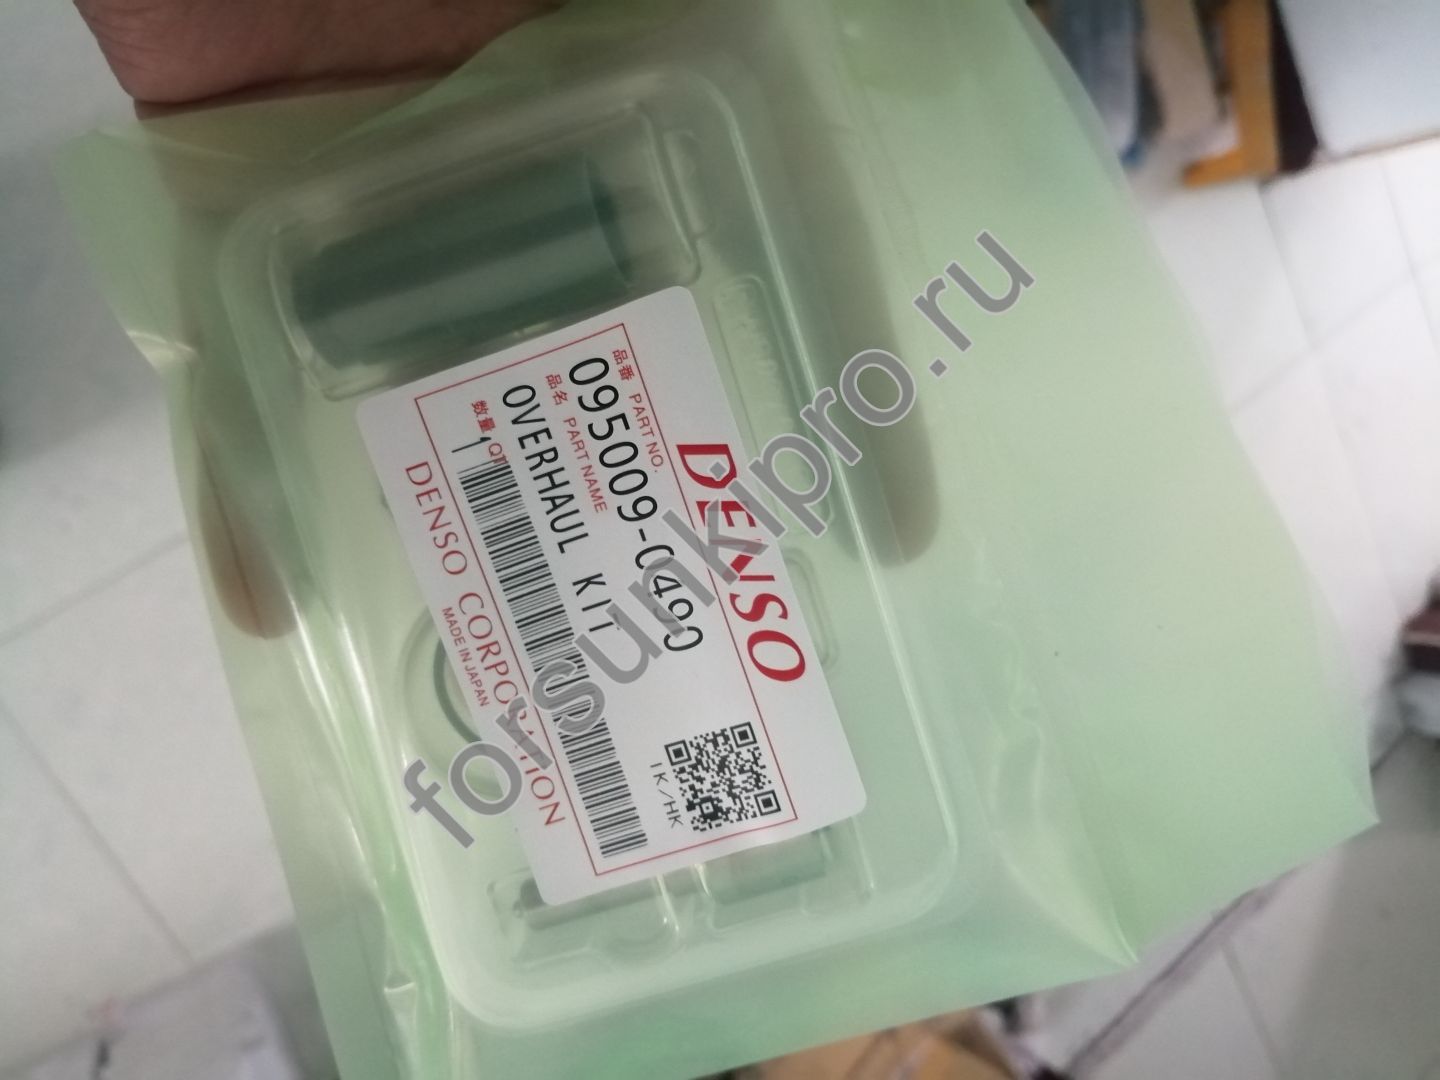 DENSO
品番 PART NO.
095009-0490
品名 PART NAME
OVERHAUL KIT
数量 QTY
1
DENSO CORPORATION
MADE IN JAPAN
1K/HK
forsunkipro.ru